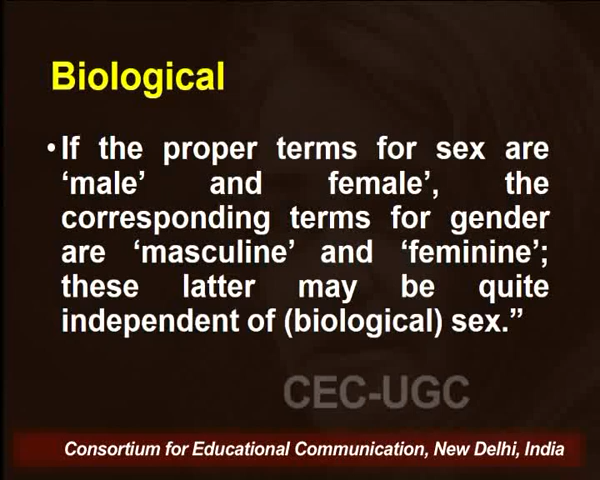 Biological
•If the proper terms for sex are
‘male’ and female’, the
corresponding terms for gender
are ‘masculine’ and ‘feminine’;
these latter may be quite
independent of (biological) sex.”
CEC-UGC
Consortium for Educational Communication, New Delhi, India